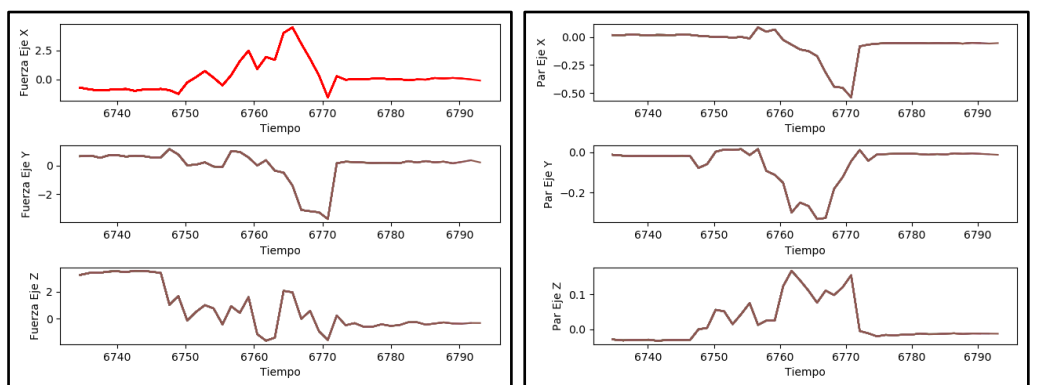 Fuerza Eje X
2.5
0.0
6740 6750 6760 6770 6780 6790
Tiempo
Fuerza Eje Y
0
−2
6740 6750 6760 6770 6780 6790
Tiempo
Fuerza Eje Z
2
0
6740 6750 6760 6770 6780 6790
Tiempo
Par Eje X
0.00
−0.25
−0.50
6740 6750 6760 6770 6780 6790
Tiempo
Par Eje Y
0.0
−0.2
6740 6750 6760 6770 6780 6790
Tiempo
Par Eje Z
0.1
0.0
6740 6750 6760 6770 6780 6790
Tiempo